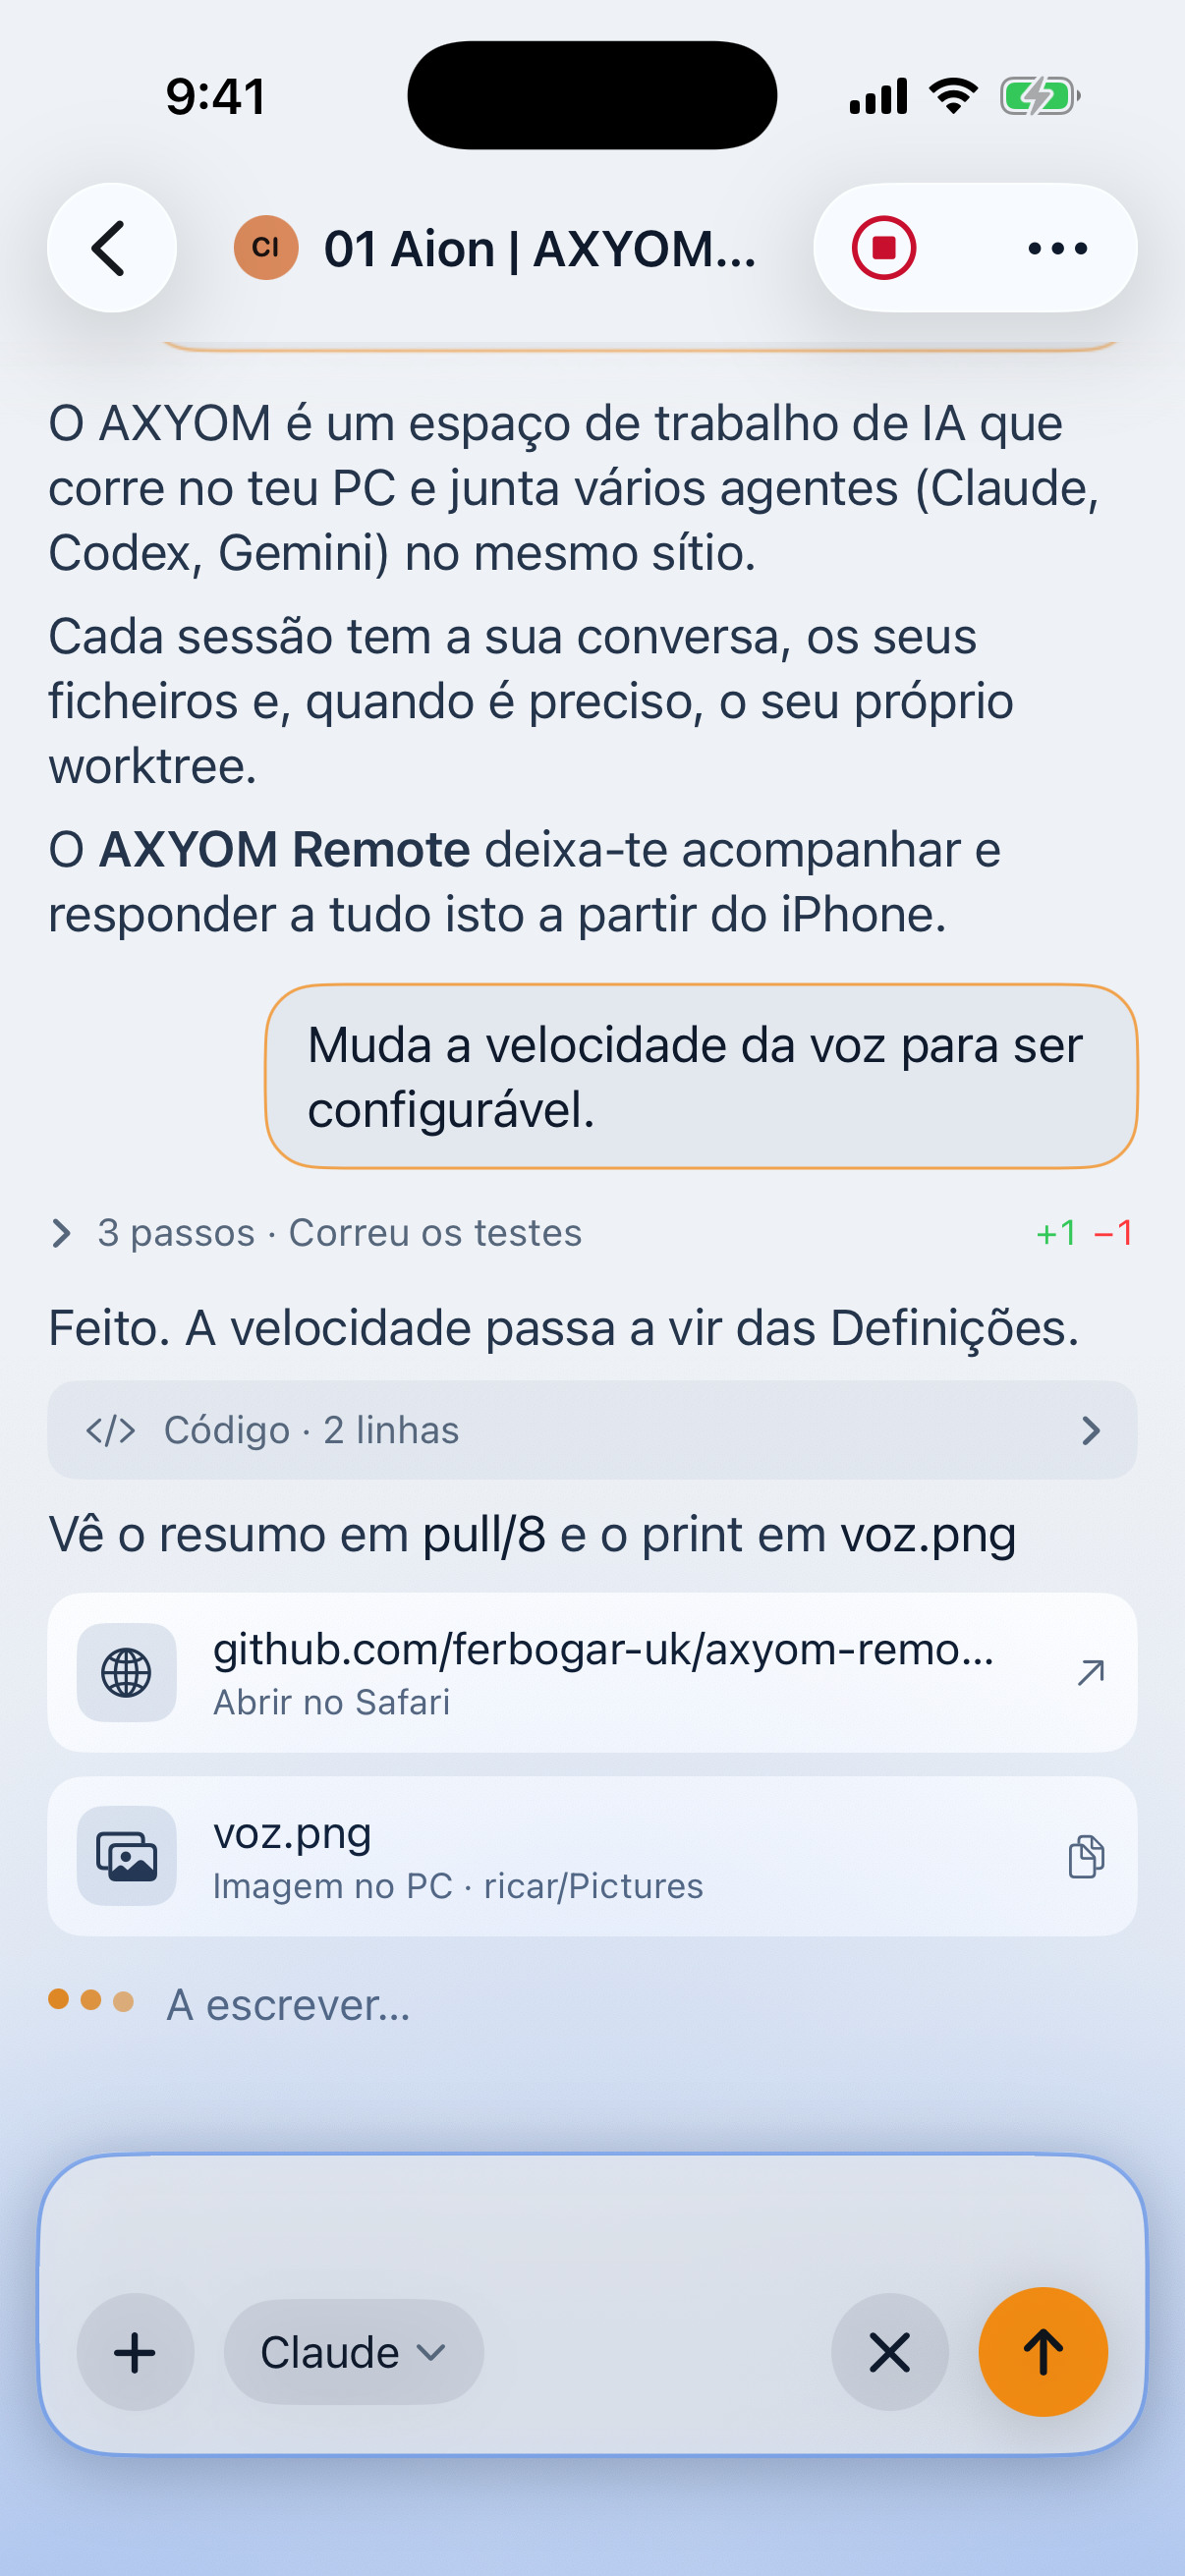 9:41
CI
01 Aion | AXYOM...
O AXYOM é um espaço de trabalho de IA que
corre no teu PC e junta vários agentes (Claude,
Codex, Gemini) no mesmo sítio.
Cada sessão tem a sua conversa, os seus
ficheiros e, quando é preciso, o seu próprio
worktree.
O AXYOM Remote deixa-te acompanhar e
responder a tudo isto a partir do iPhone.
Muda a velocidade da voz para ser
configurável.
3 passos · Correu os testes +1 −1
Feito. A velocidade passa a vir das Definições.
</> Código · 2 linhas
Vê o resumo em pull/8 e o print em voz.png
github.com/ferbogar-uk/axyom-remo...
Abrir no Safari
voz.png
Imagem no PC · ricar/Pictures
A escrever...
Claude